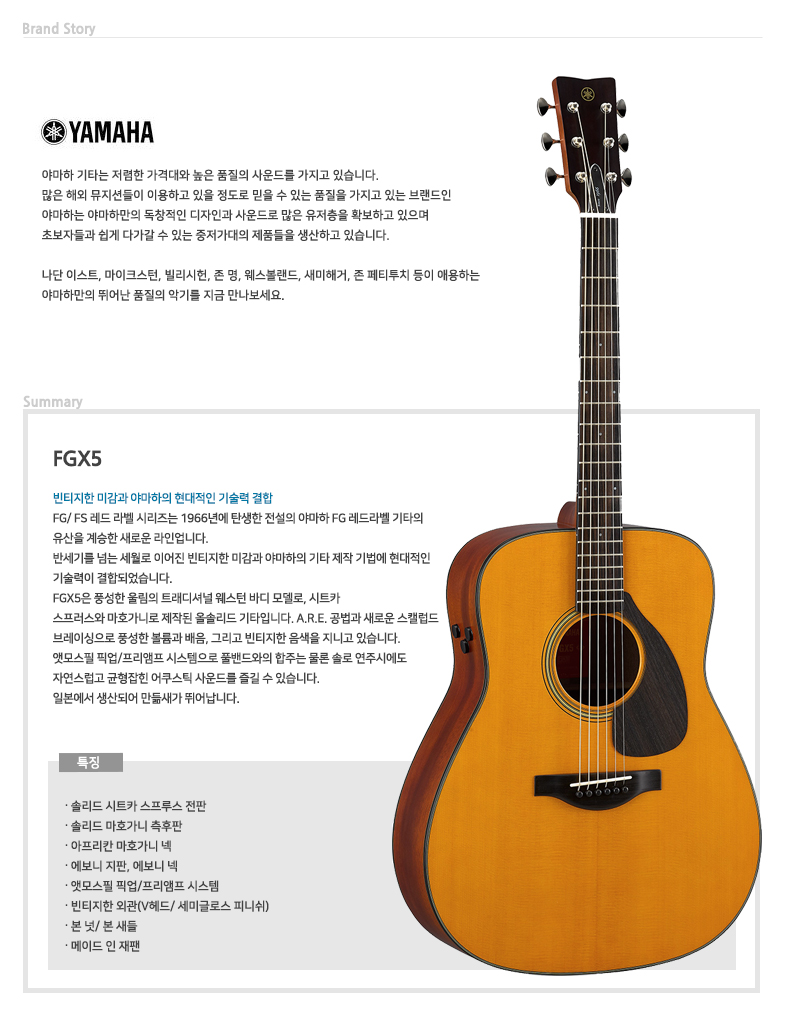 Brand Story
YAMAHA
야마하 기타는 저렴한 가격대와 높은 품질의 사운드를 가지고 있습니다.
많은 해외 뮤지션들이 이용하고 있을 정도로 믿을 수 있는 품질을 가지고 있는 브랜드인
야마하는 야마하만의 독창적인 디자인과 사운드로 많은 유저층을 확보하고 있으며
초보자들과 쉽게 다가갈 수 있는 중저가대의 제품들을 생산하고 있습니다.
나단 이스트, 마이크스턴, 빌리시헌, 존 명, 웨스볼랜드, 새미해거, 존 페티투치 등이 애용하는
야마하만의 뛰어난 품질의 악기를 지금 만나보세요.
Summary
FGX5
빈티지한 미감과 야마하의 현대적인 기술력 결합
FG/ FS 레드 라벨 시리즈는 1966년에 탄생한 전설의 야마하 FG 레드라벨 기타의
유산을 계승한 새로운 라인업니다.
반세기를 넘는 세월로 이어진 빈티지한 미감과 야마하의 기타 제작 기법에 현대적인
기술력이 결합되었습니다.
FGX5은 풍성한 울림의 트래디셔널 웨스턴 바디 모델로, 시트카
스프러스와 마호가니로 제작된 올솔리드 기타입니다. A.R.E. 공법과 새로운 스캘럽드
브레이싱으로 풍성한 볼륨과 배음, 그리고 빈티지한 음색을 지니고 있습니다.
앳모스필 픽업/프리앰프 시스템으로 풀밴드와의 합주는 물론 솔로 연주시에도
자연스럽고 균형잡힌 어쿠스틱 사운드를 즐길 수 있습니다.
일본에서 생산되어 만듦새가 뛰어납니다.
특징
· 솔리드 시트카 스프루스 전판
· 솔리드 마호가니 측후판
· 아프리칸 마호가니 넥
· 에보니 지판, 에보니 넥
· 앳모스필 픽업/프리앰프 시스템
· 빈티지한 외관(V헤드/ 세미글로스 피니쉬)
· 본 넛/ 본 새들
· 메이드 인 재팬